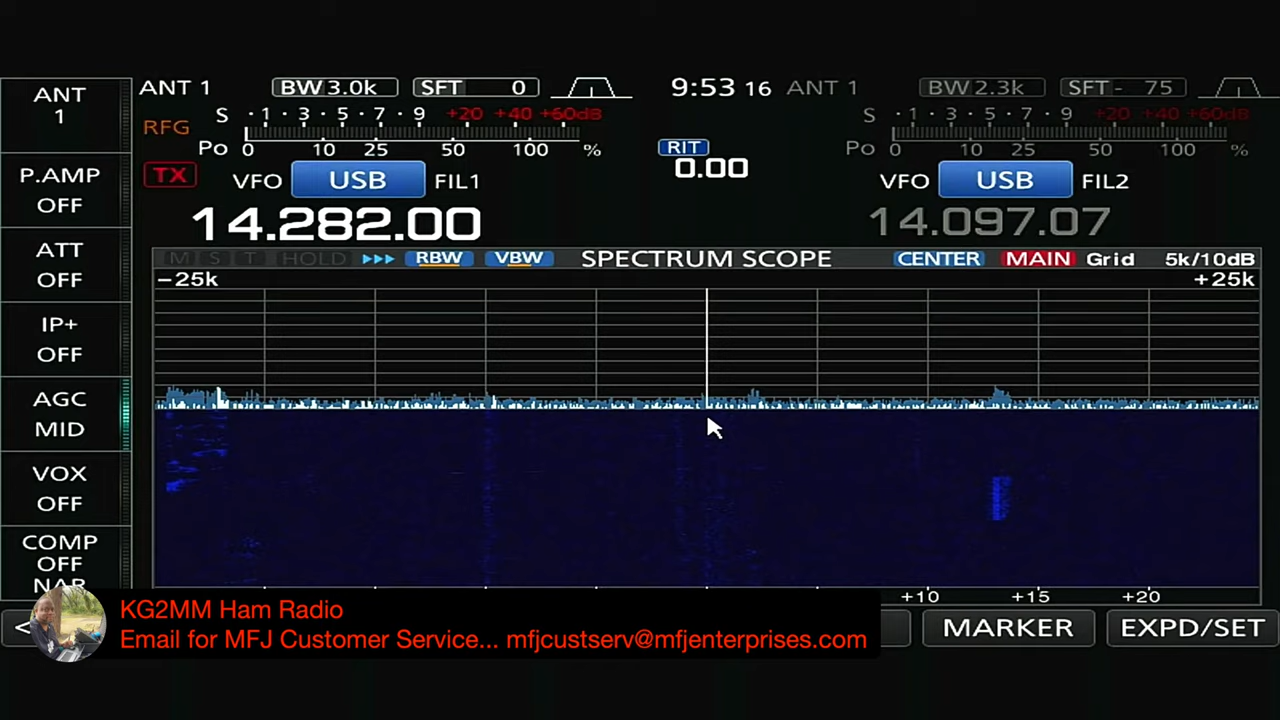 ANT
1
P.AMP
OFF
ATT
OFF
IP+
OFF
AGC
MID
VOX
OFF
COMP
OFF
NAR
ANT 1
BW 3.0k
SFT 0
9:53 16
ANT 1
BW 2.3k
SFT - 75
RFG
S ·1·3·5·7·9 +20 +40 +60dB
Po 0 10 25 50 100 %
RIT
0.00
S ·1·3·5·7·9 +20 +40 +60dB
Po 0 10 25 50 100 %
TX
VFO USB FIL1
14.282.00
VFO USB FIL2
14.097.07
M S T HOLD RBW VBW SPECTRUM SCOPE CENTER MAIN Grid 5k/10dB
-25k +25k
+10 +15 +20
<
MARKER
EXPD/SET
KG2MM Ham Radio
Email for MFJ Customer Service... mfjcustserv@mfjenterprises.com